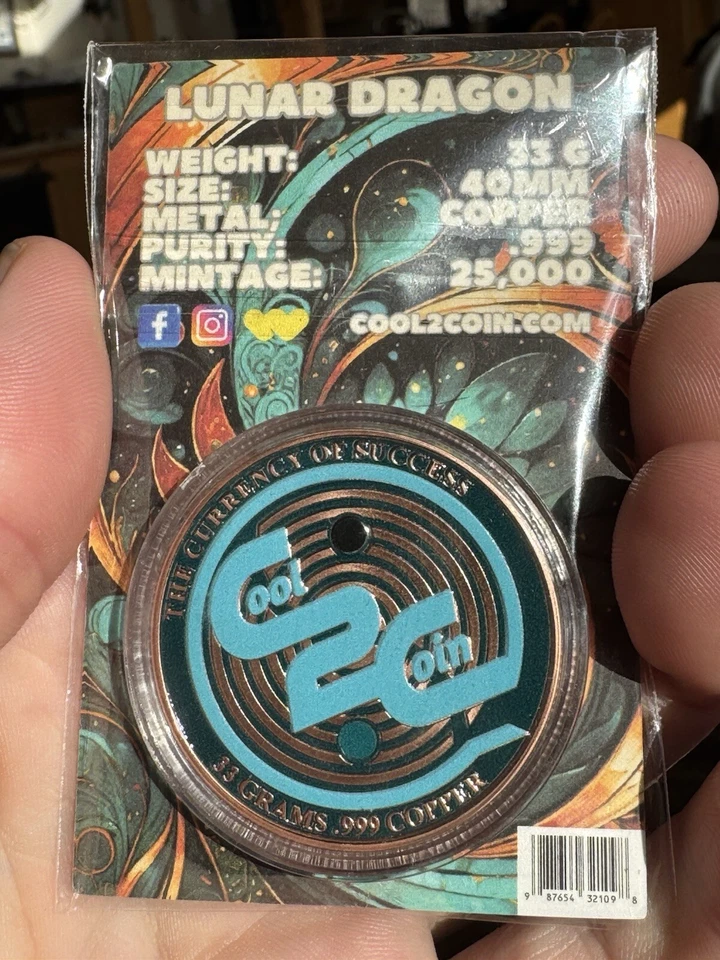 LUNAR DRAGON
WEIGHT: 33 G
SIZE: 40MM
METAL: COPPER
PURITY: .999
MINTAGE: 25,000
f
COOL2COIN.COM
THE CURRENCY OF SUCCESS
Cool
2
Coin
33 GRAMS .999 COPPER
9 87654 32109 8